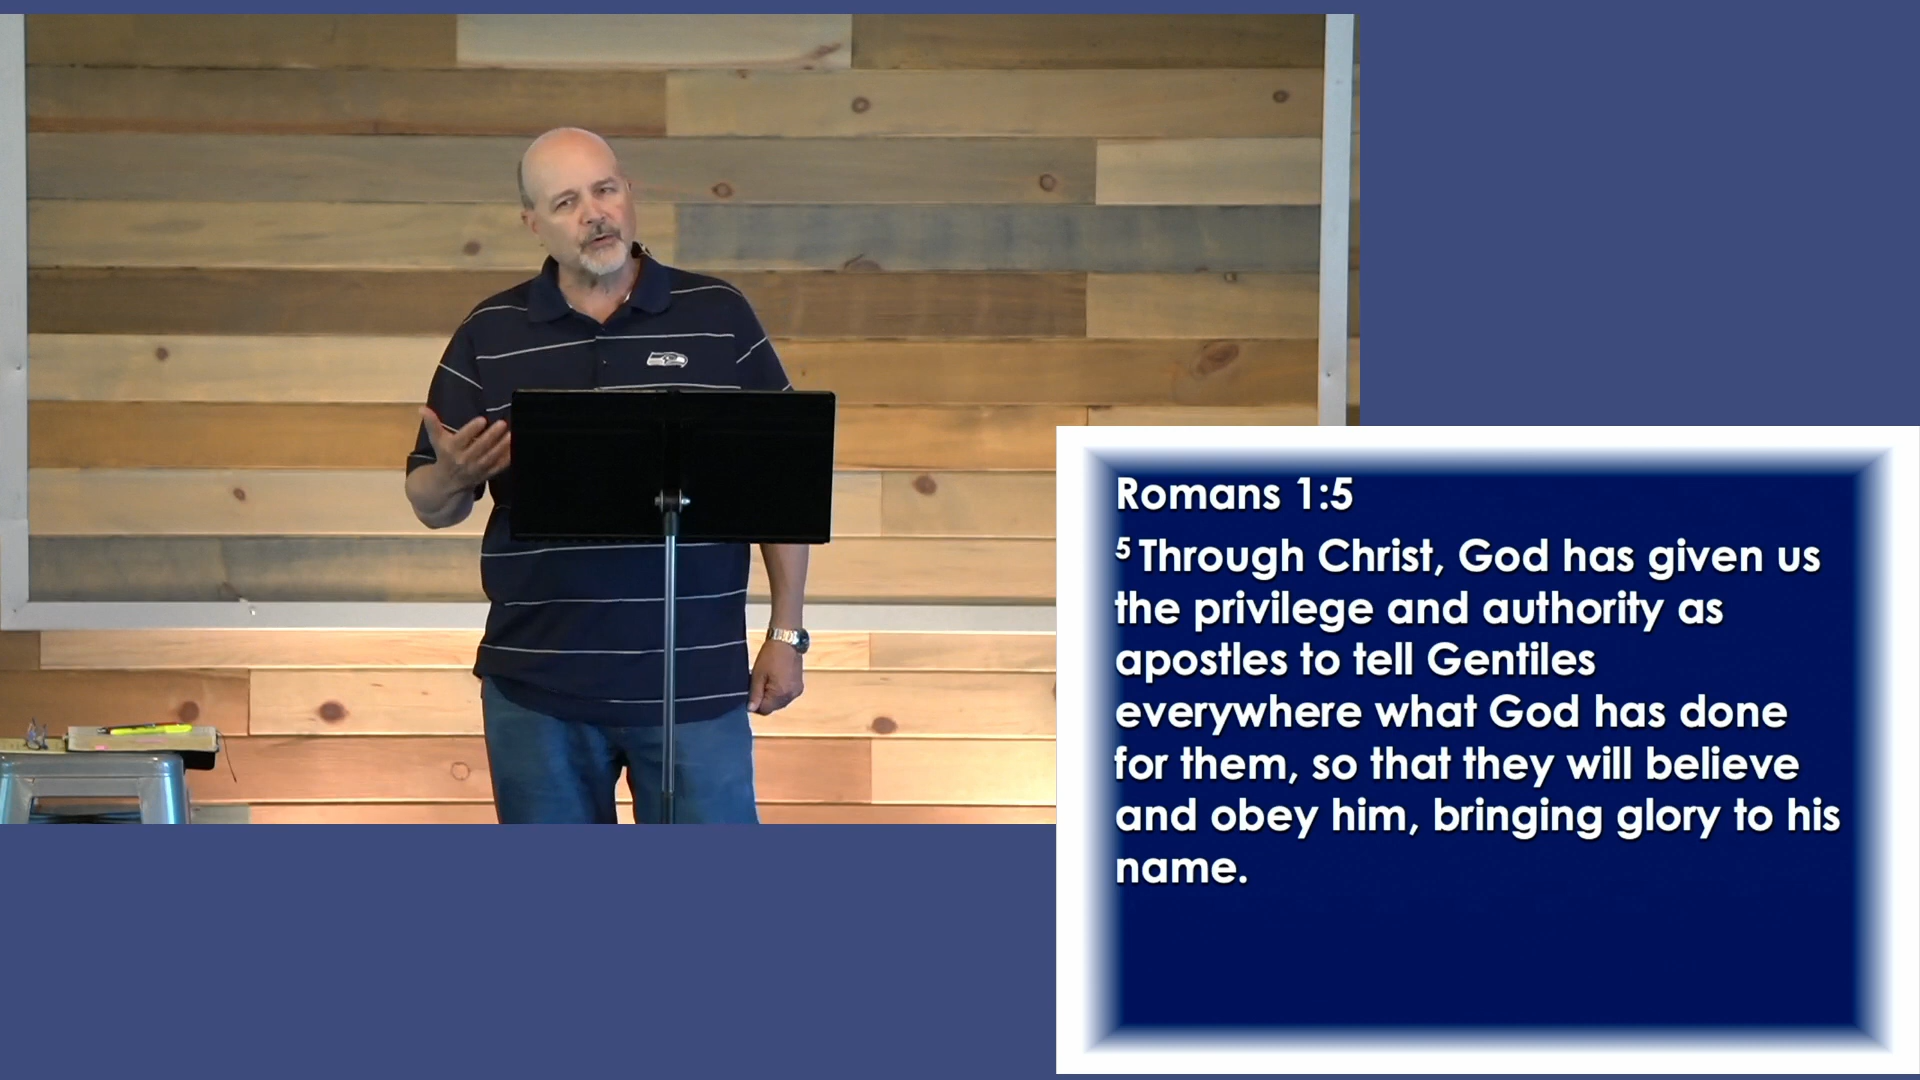 Romans 1:5
5 Through Christ, God has given us
the privilege and authority as
apostles to tell Gentiles
everywhere what God has done
for them, so that they will believe
and obey him, bringing glory to his
name.